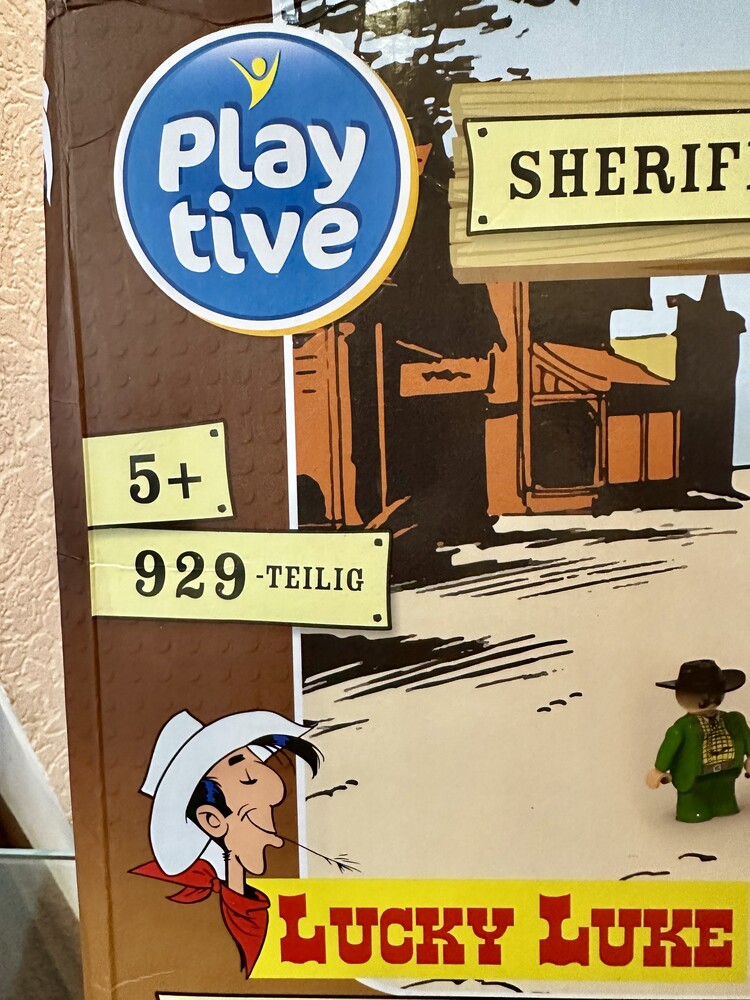 Play
tive
SHERIF
5+
929-TEILIG
LUCKY LUKE